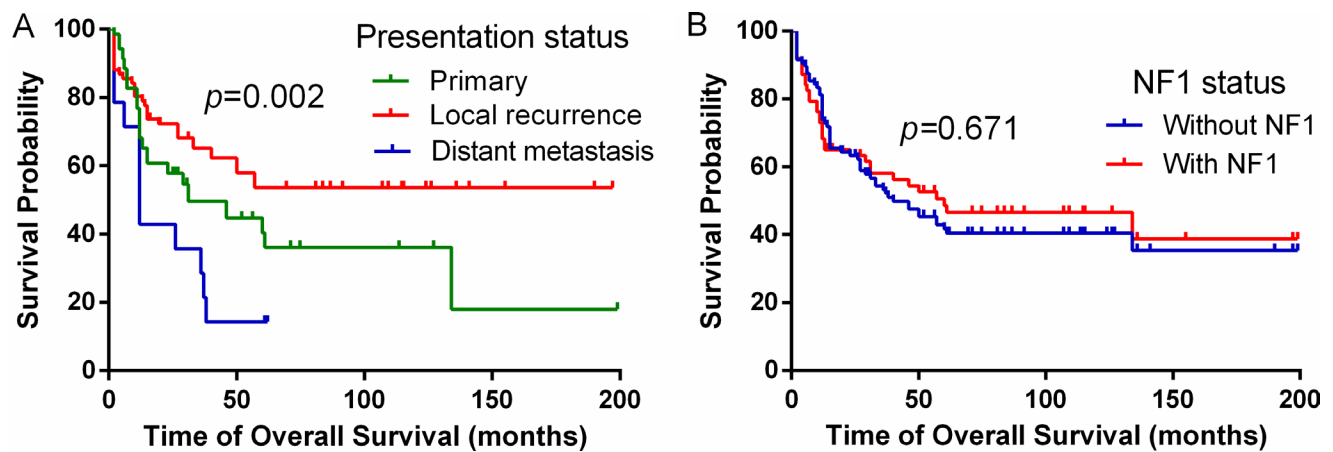 A
Presentation status
Primary
Local recurrence
Distant metastasis
p=0.002
Survival Probability
100
80
60
40
20
0
0 50 100 150 200
Time of Overall Survival (months)
B
NF1 status
Without NF1
With NF1
p=0.671
Survival Probability
100
80
60
40
20
0
0 50 100 150 200
Time of Overall Survival (months)